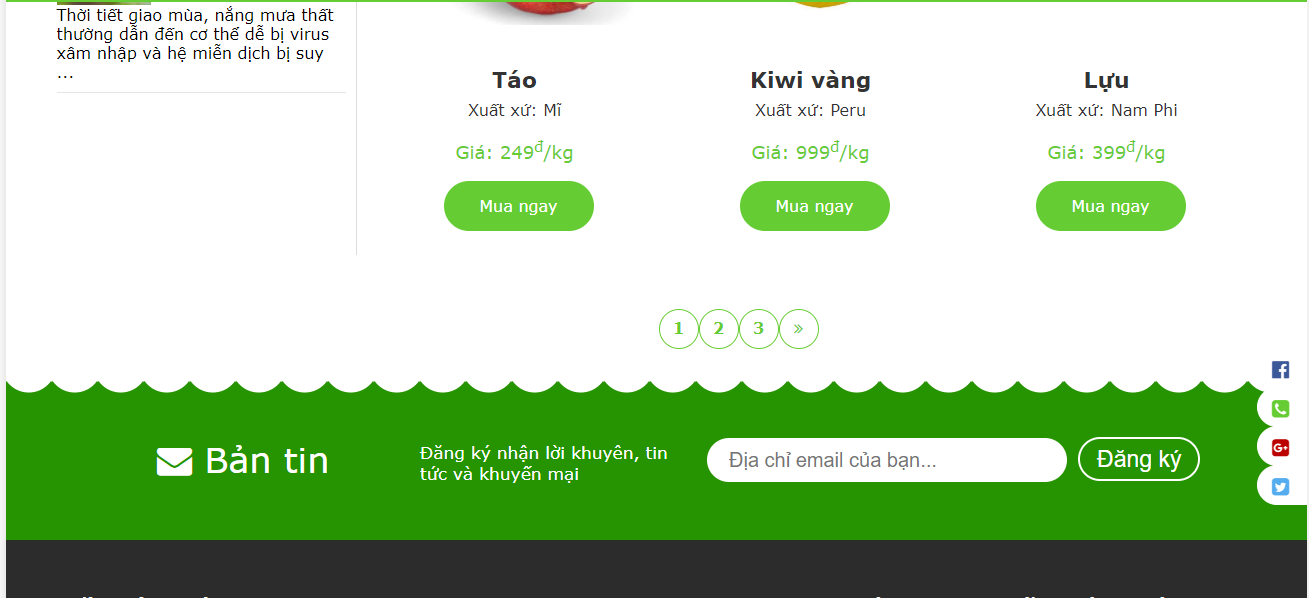 Thời tiết giao mùa, nắng mưa thất
thường dẫn đến cơ thể dễ bị virus
xâm nhập và hệ miễn dịch bị suy
...
Táo
Xuất xứ: Mĩ
Giá: 249đ/kg
Mua ngay
Kiwi vàng
Xuất xứ: Peru
Giá: 999đ/kg
Mua ngay
Lựu
Xuất xứ: Nam Phi
Giá: 399đ/kg
Mua ngay
1 2 3 »
Bản tin
Đăng ký nhận lời khuyên, tin
tức và khuyến mại
Địa chỉ email của bạn...
Đăng ký